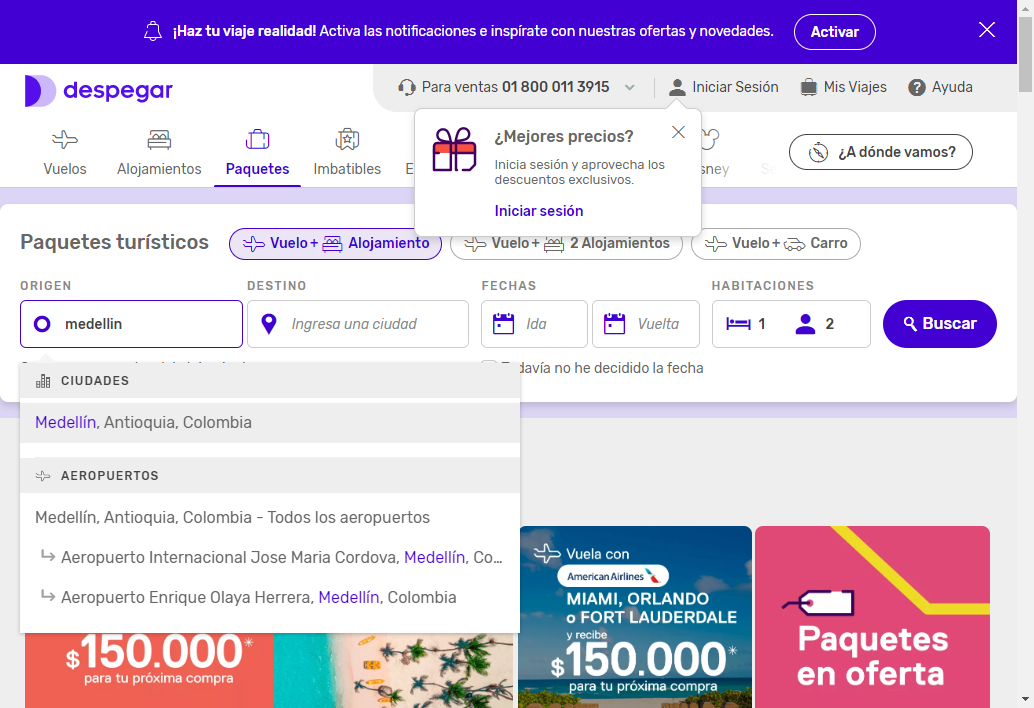 ¡Haz tu viaje realidad! Activa las notificaciones e inspírate con nuestras ofertas y novedades.
Activar
despegar
Para ventas 01 800 011 3915
Iniciar Sesión
Mis Viajes
Ayuda
Vuelos
Alojamientos
Paquetes
Imbatibles
¿A dónde vamos?
¿Mejores precios?
Inicia sesión y aprovecha los
descuentos exclusivos.
Iniciar sesión
Paquetes turísticos
Vuelo + Alojamiento
Vuelo + 2 Alojamientos
Vuelo + Carro
ORIGEN
DESTINO
FECHAS
HABITACIONES
medellin
Ingresa una ciudad
Ida
Vuelta
1
2
Buscar
no he decidido la fecha
CIUDADES
Medellín, Antioquia, Colombia
AEROPUERTOS
Medellín, Antioquia, Colombia - Todos los aeropuertos
Aeropuerto Internacional Jose Maria Cordova, Medellín, Co...
Aeropuerto Enrique Olaya Herrera, Medellín, Colombia
$150.000*
para tu próxima compra
Vuela con
American Airlines
MIAMI, ORLANDO
o FORT LAUDERDALE
y recibe
$150.000*
para tu próxima compra
Paquetes
en oferta